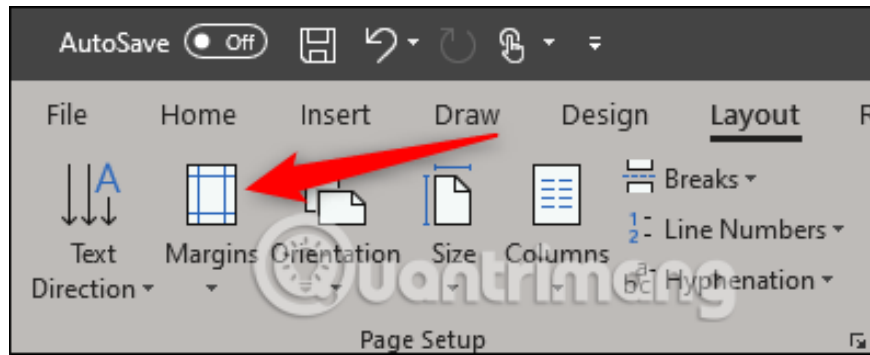 AutoSave Off
File Home Insert Draw Design Layout
Text Direction
Margins
Orientation
Size
Columns
Breaks
Line Numbers
Hyphenation
Page Setup
Quantrimang